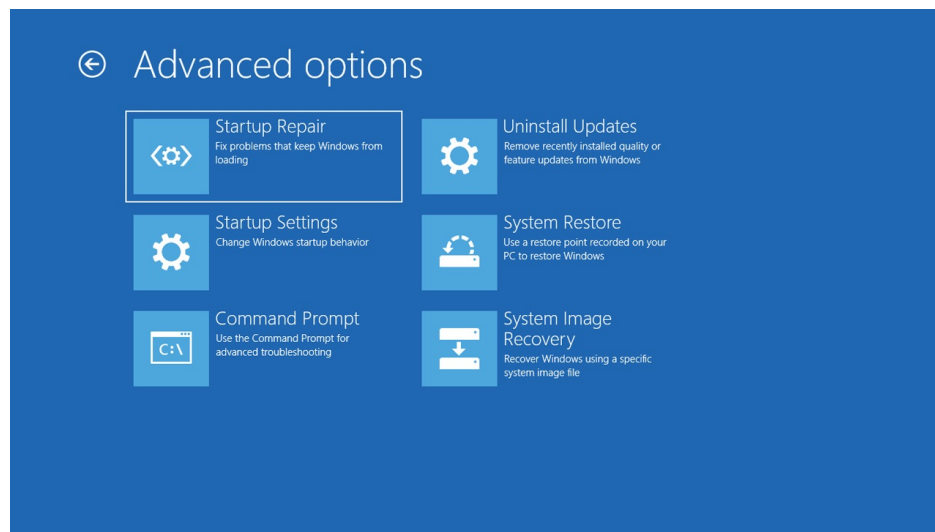 Advanced options
Startup Repair
Fix problems that keep Windows from
loading
Uninstall Updates
Remove recently installed quality or
feature updates from Windows
Startup Settings
Change Windows startup behavior
System Restore
Use a restore point recorded on your
PC to restore Windows
C:\
Command Prompt
Use the Command Prompt for
advanced troubleshooting
System Image
Recovery
Recover Windows using a specific
system image file